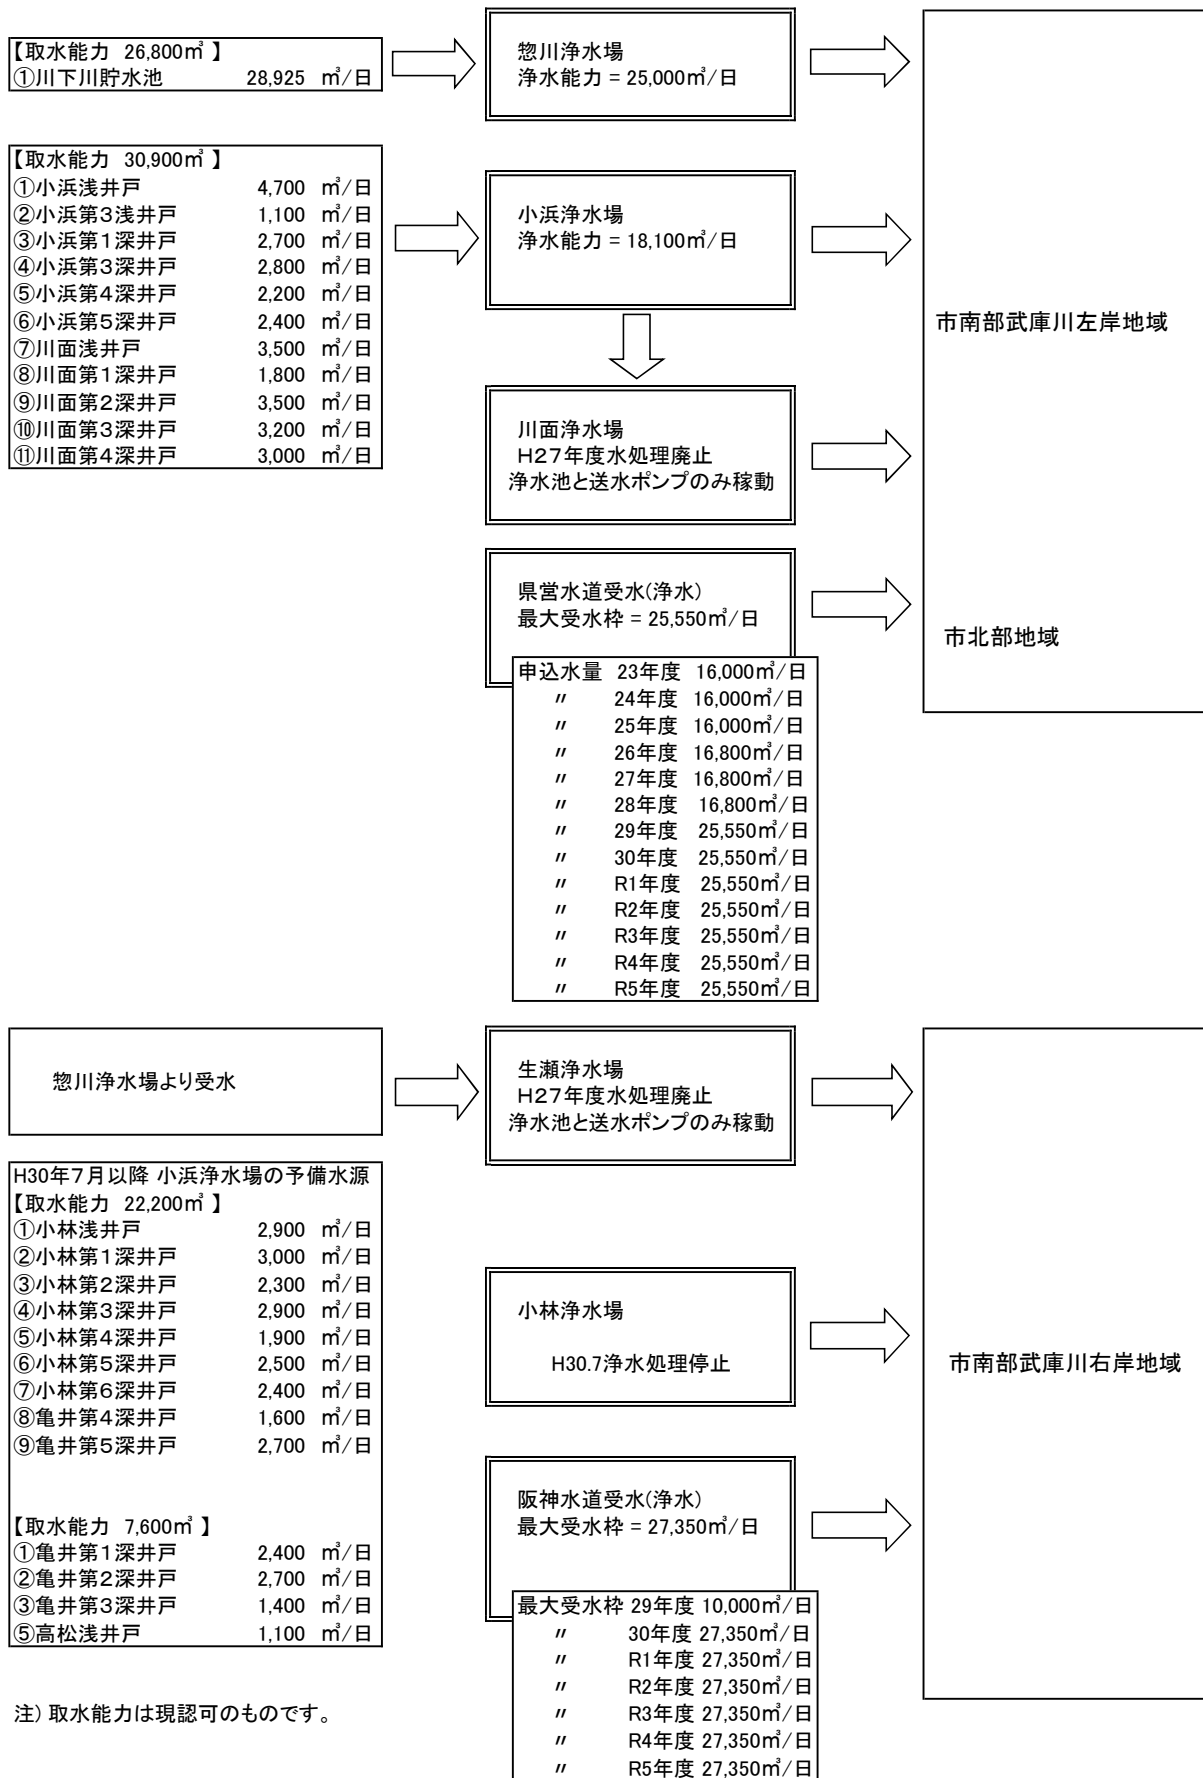 【取水能力 26,800㎥ 】
①川下川貯水池 28,925 ㎥/日
惣川浄水場
浄水能力 = 25,000㎥/日
【取水能力 30,900㎥ 】
①小浜浅井戸 4,700 ㎥/日
②小浜第3浅井戸 1,100 ㎥/日
③小浜第1深井戸 2,700 ㎥/日
④小浜第3深井戸 2,800 ㎥/日
⑤小浜第4深井戸 2,200 ㎥/日
⑥小浜第5深井戸 2,400 ㎥/日
⑦川面浅井戸 3,500 ㎥/日
⑧川面第1深井戸 1,800 ㎥/日
⑨川面第2深井戸 3,500 ㎥/日
⑩川面第3深井戸 3,200 ㎥/日
⑪川面第4深井戸 3,000 ㎥/日
小浜浄水場
浄水能力 = 18,100㎥/日
川面浄水場
H27年度水処理廃止
浄水池と送水ポンプのみ稼動
県営水道受水(浄水)
最大受水枠 = 25,550㎥/日
申込水量 23年度 16,000㎥/日
〃 24年度 16,000㎥/日
〃 25年度 16,000㎥/日
〃 26年度 16,800㎥/日
〃 27年度 16,800㎥/日
〃 28年度 16,800㎥/日
〃 29年度 25,550㎥/日
〃 30年度 25,550㎥/日
〃 R1年度 25,550㎥/日
〃 R2年度 25,550㎥/日
〃 R3年度 25,550㎥/日
〃 R4年度 25,550㎥/日
〃 R5年度 25,550㎥/日
市南部武庫川左岸地域
市北部地域
惣川浄水場より受水
生瀬浄水場
H27年度水処理廃止
浄水池と送水ポンプのみ稼動
H30年7月以降 小浜浄水場の予備水源
【取水能力 22,200㎥ 】
①小林浅井戸 2,900 ㎥/日
②小林第1深井戸 3,000 ㎥/日
③小林第2深井戸 2,300 ㎥/日
④小林第3深井戸 2,900 ㎥/日
⑤小林第4深井戸 1,900 ㎥/日
⑥小林第5深井戸 2,500 ㎥/日
⑦小林第6深井戸 2,400 ㎥/日
⑧亀井第4深井戸 1,600 ㎥/日
⑨亀井第5深井戸 2,700 ㎥/日
【取水能力 7,600㎥ 】
①亀井第1深井戸 2,400 ㎥/日
②亀井第2深井戸 2,700 ㎥/日
③亀井第3深井戸 1,400 ㎥/日
⑤高松浅井戸 1,100 ㎥/日
小林浄水場
H30.7浄水処理停止
阪神水道受水(浄水)
最大受水枠 = 27,350㎥/日
最大受水枠 29年度 10,000㎥/日
〃 30年度 27,350㎥/日
〃 R1年度 27,350㎥/日
〃 R2年度 27,350㎥/日
〃 R3年度 27,350㎥/日
〃 R4年度 27,350㎥/日
〃 R5年度 27,350㎥/日
市南部武庫川右岸地域
注) 取水能力は現認可のものです。